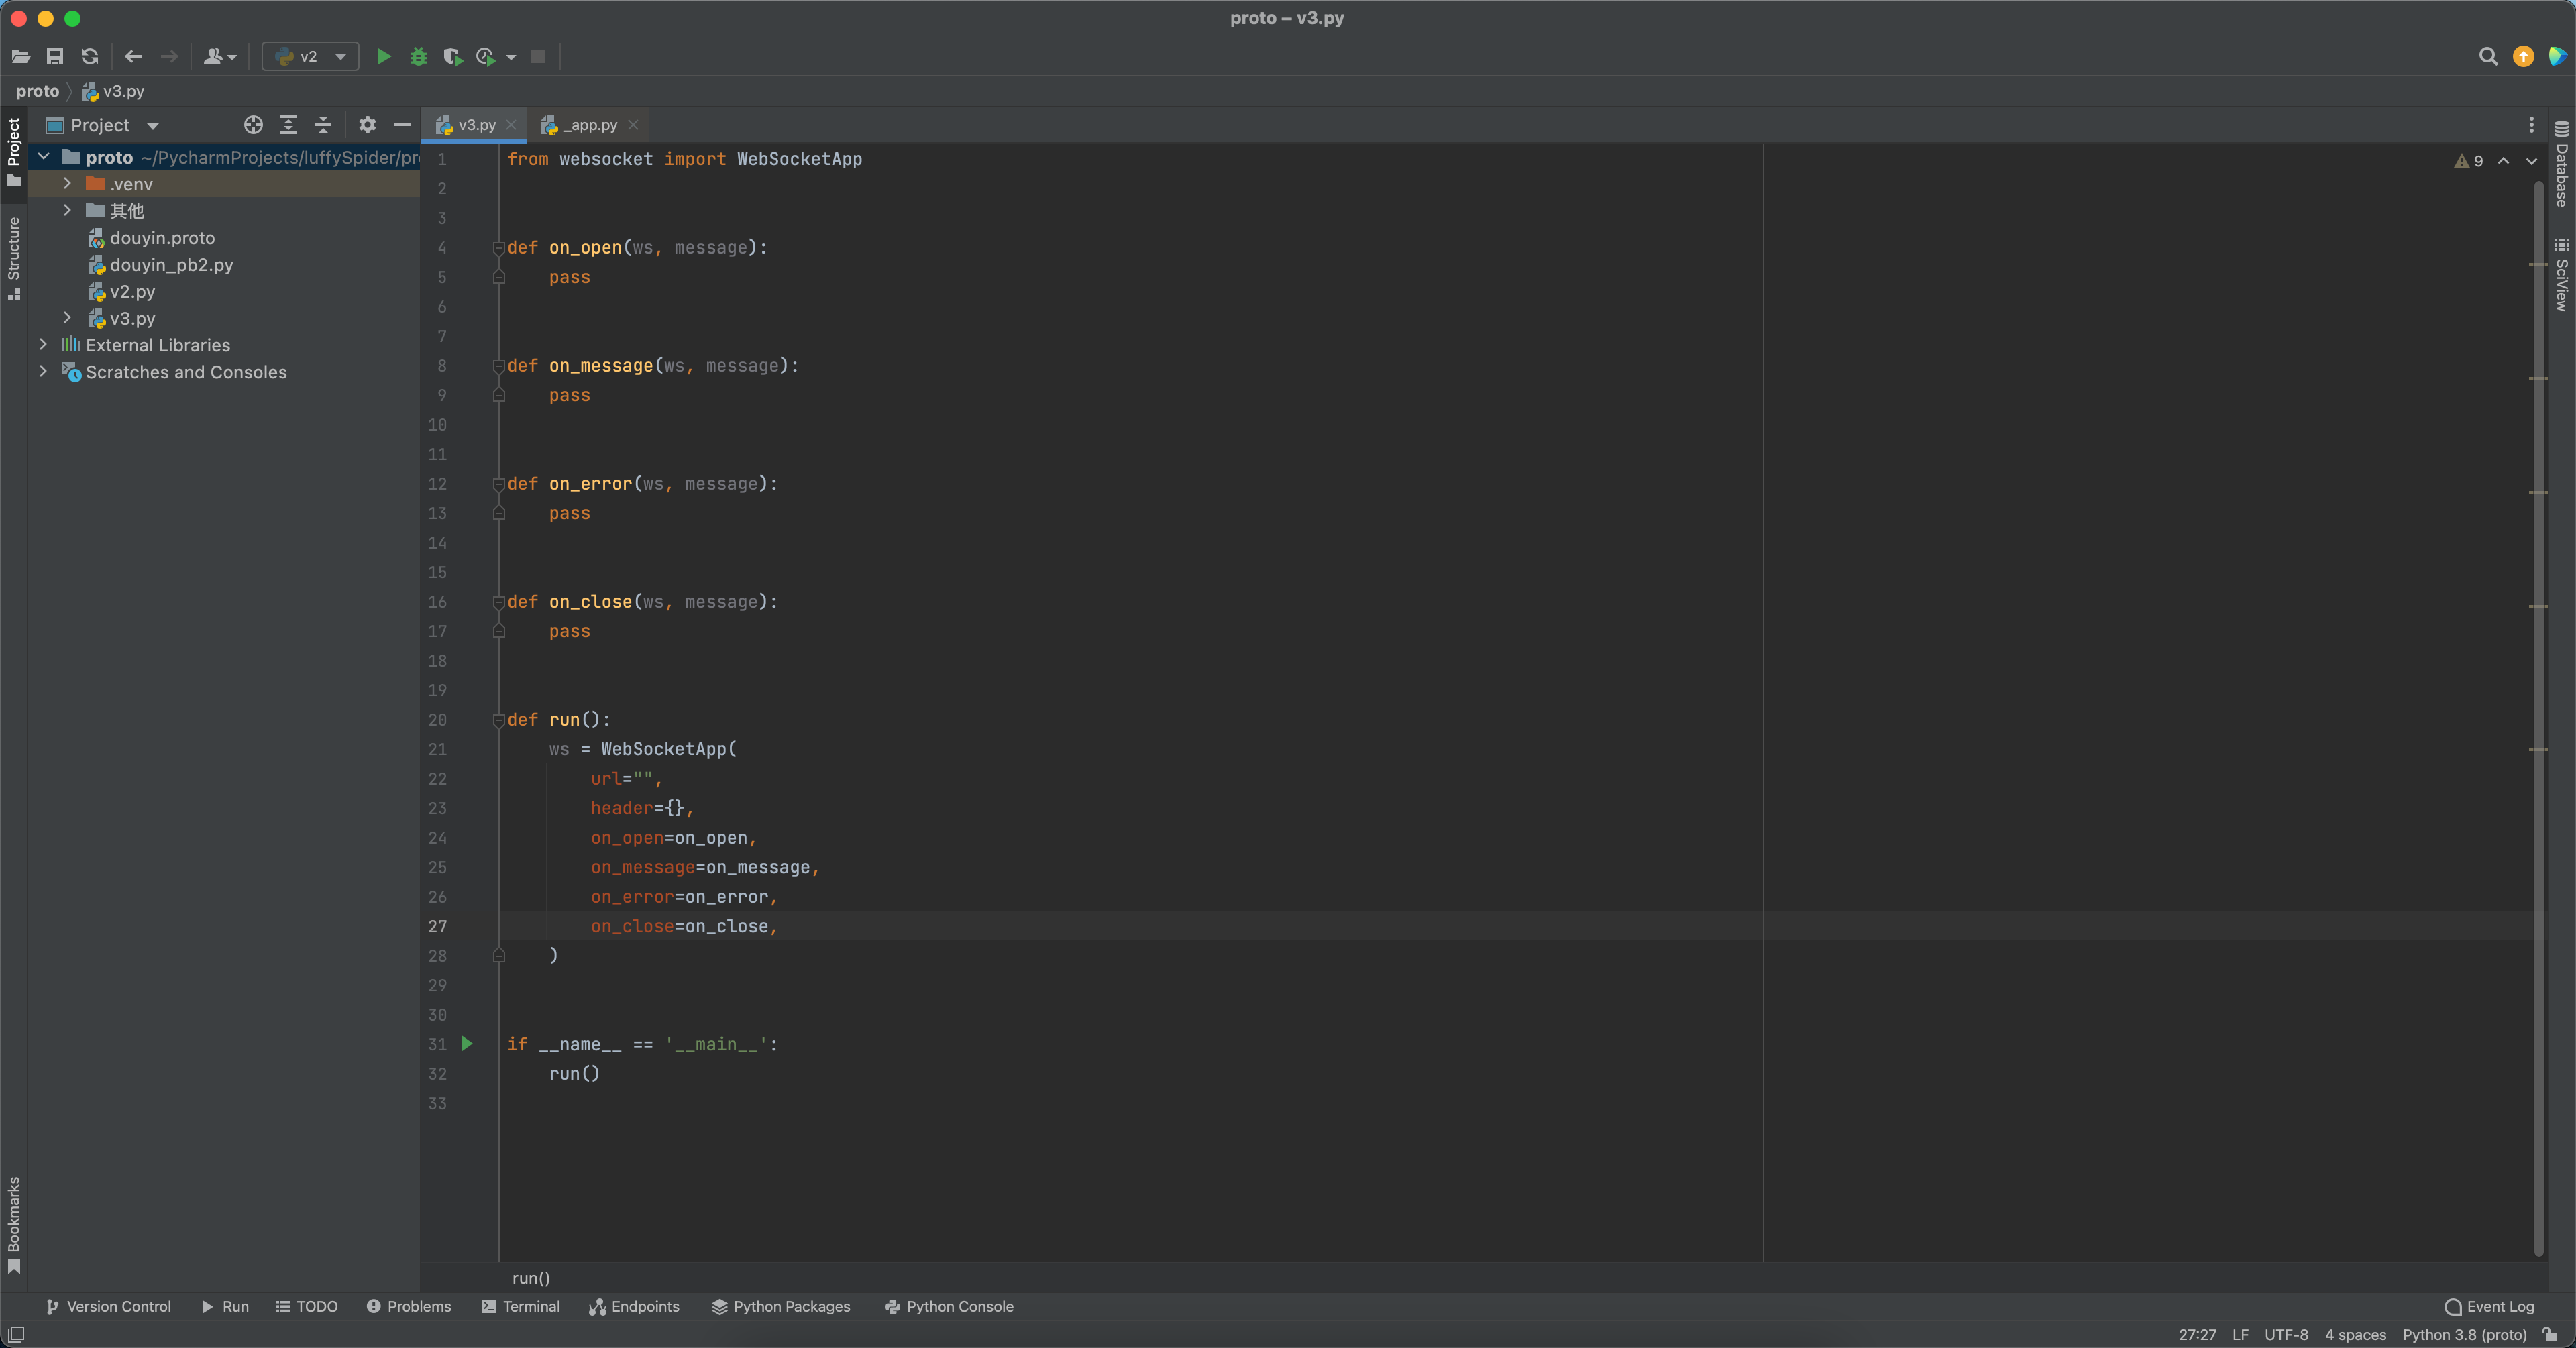 proto – v3.py
v2
proto
v3.py
Project
Project
v3.py
_app.py
proto ~/PycharmProjects/luffySpider/pr
.venv
其他
douyin.proto
douyin_pb2.py
v2.py
v3.py
External Libraries
Scratches and Consoles
Structure
Bookmarks
1 from websocket import WebSocketApp
2
3
4 def on_open(ws, message):
5     pass
6
7
8 def on_message(ws, message):
9     pass
10
11
12 def on_error(ws, message):
13     pass
14
15
16 def on_close(ws, message):
17     pass
18
19
20 def run():
21     ws = WebSocketApp(
22         url="",
23         header={},
24         on_open=on_open,
25         on_message=on_message,
26         on_error=on_error,
27         on_close=on_close,
28     )
29
30
31 if __name__ == '__main__':
32     run()
33
9
Database
SciView
run()
Version Control
Run
TODO
Problems
Terminal
Endpoints
Python Packages
Python Console
Event Log
27:27 LF UTF-8 4 spaces Python 3.8 (proto)